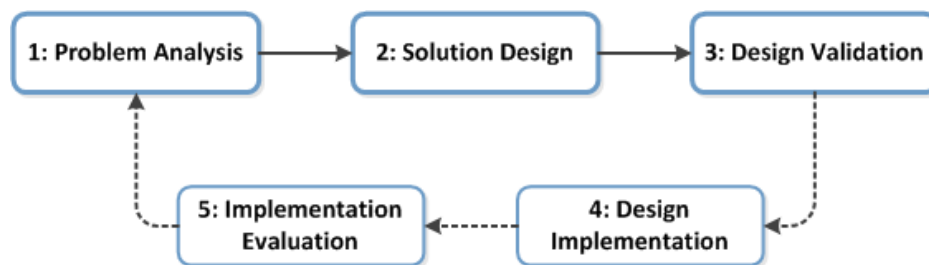 1: Problem Analysis
2: Solution Design
3: Design Validation
4: Design
Implementation
5: Implementation
Evaluation